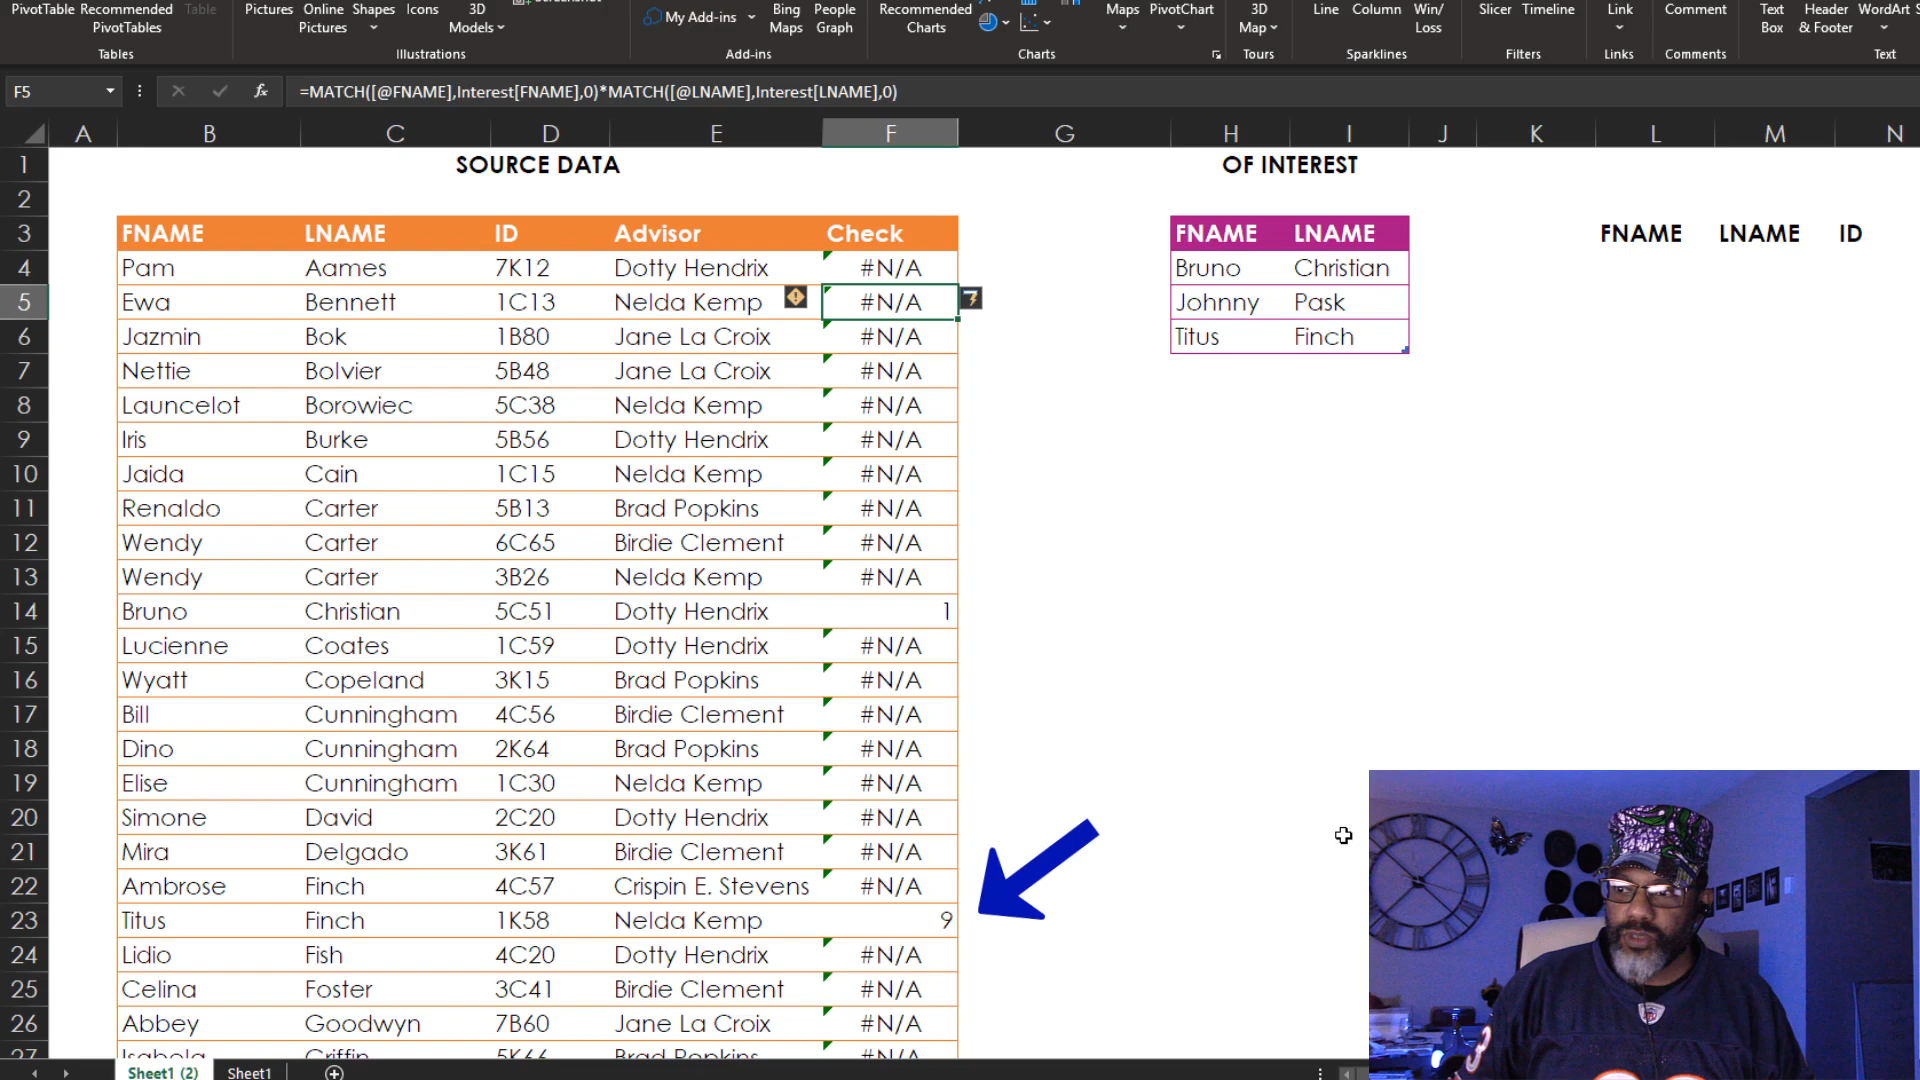 PivotTable Recommended Table Pictures Online Shapes Icons 3D My Add-ins Bing People Recommended Maps PivotChart 3D Line Column Win/ Slicer Timeline Link Comment Text Header WordArt
PivotTables Pictures Models Maps Graph Charts Map Loss Box & Footer
Tables Illustrations Add-ins Charts Tours Sparklines Filters Links Comments Text
F5 fx =MATCH([@FNAME],Interest[FNAME],0)*MATCH([@LNAME],Interest[LNAME],0)
A B C D E F G H I J K L M N
1 SOURCE DATA OF INTEREST
2
3 FNAME LNAME ID Advisor Check FNAME LNAME FNAME LNAME ID
4 Pam Aames 7K12 Dotty Hendrix #N/A Bruno Christian
5 Ewa Bennett 1C13 Nelda Kemp #N/A Johnny Pask
6 Jazmin Bok 1B80 Jane La Croix #N/A Titus Finch
7 Nettie Bolvier 5B48 Jane La Croix #N/A
8 Launcelot Borowiec 5C38 Nelda Kemp #N/A
9 Iris Burke 5B56 Dotty Hendrix #N/A
10 Jaida Cain 1C15 Nelda Kemp #N/A
11 Renaldo Carter 5B13 Brad Popkins #N/A
12 Wendy Carter 6C65 Birdie Clement #N/A
13 Wendy Carter 3B26 Nelda Kemp #N/A
14 Bruno Christian 5C51 Dotty Hendrix 1
15 Lucienne Coates 1C59 Dotty Hendrix #N/A
16 Wyatt Copeland 3K15 Brad Popkins #N/A
17 Bill Cunningham 4C56 Birdie Clement #N/A
18 Dino Cunningham 2K64 Brad Popkins #N/A
19 Elise Cunningham 1C30 Nelda Kemp #N/A
20 Simone David 2C20 Dotty Hendrix #N/A
21 Mira Delgado 3K61 Birdie Clement #N/A
22 Ambrose Finch 4C57 Crispin E. Stevens #N/A
23 Titus Finch 1K58 Nelda Kemp 9
24 Lidio Fish 4C20 Dotty Hendrix #N/A
25 Celina Foster 3C41 Birdie Clement #N/A
26 Abbey Goodwyn 7B60 Jane La Croix #N/A
27 Griffin 5K66 Brad Popkins #N/A
Sheet1 (2) Sheet1